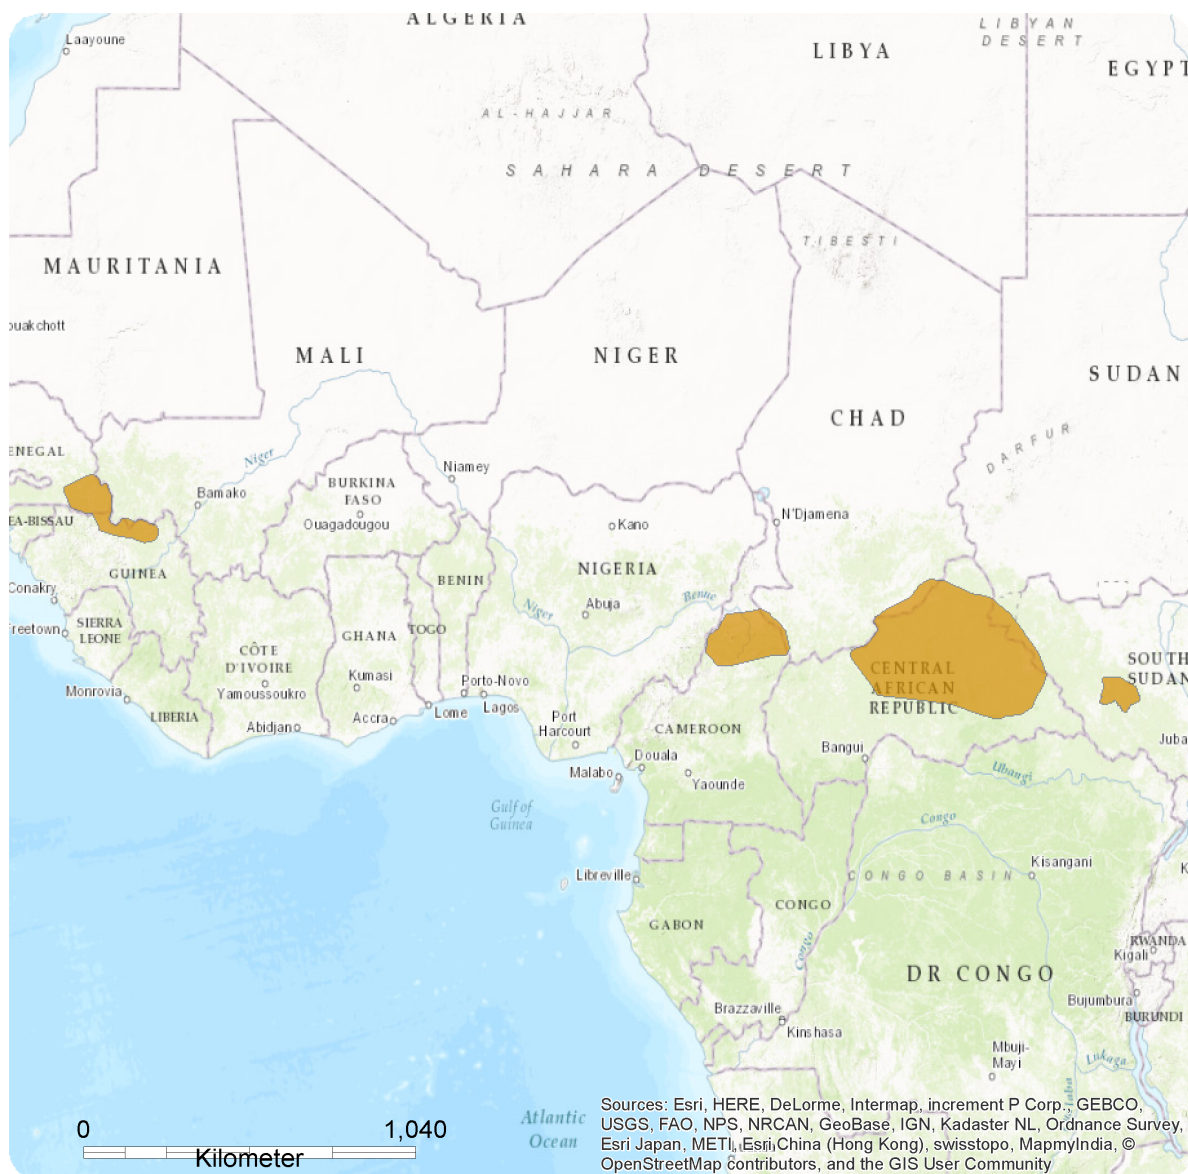 ALGERIA
LIBYAN
DESERT
Laayoune
LIBYA
EGYPT
AL-HAJJAR
SAHARA DESERT
TIBESTI
MAURITANIA
ouakchott
MALI
NIGER
SUDAN
CHAD
DARFUR
ENEGAL
Niger
Niamey
BURKINA
FASO
Bamako
Ouagadougou
EA-BISSAU
Kano
N'Djamena
GUINEA
NIGERIA
BENIN
Conakry
Niger
Abuja
Benue
SIERRA
LEONE
reetown
GHANA
TOGO
CÔTE
D'IVOIRE
Yamoussoukro
Kumasi
CENTRAL
AFRICAN
REPUBLIC
SOUTH
SUDAN
Monrovia
LIBERIA
Abidjan
Accra
Lome
Porto-Novo
Lagos
Port
Harcourt
CAMEROON
Bangui
Juba
Douala
Malabo
Yaounde
Ubangi
Gulf of
Guinea
Congo
Kisangani
Libreville
CONGO BASIN
K
GABON
CONGO
Congo
RWANDA
Kigali
DR CONGO
Brazzaville
Kinshasa
Bujumbura
BURUNDI
Mbuji-
Mayi
Lukaga
Atlantic
Ocean
0 1,040
Kilometer
Sources: Esri, HERE, DeLorme, Intermap, increment P Corp., GEBCO,
USGS, FAO, NPS, NRCAN, GeoBase, IGN, Kadaster NL, Ordnance Survey,
Esri Japan, METI, Esri China (Hong Kong), swisstopo, MapmyIndia, ©
OpenStreetMap contributors, and the GIS User Community